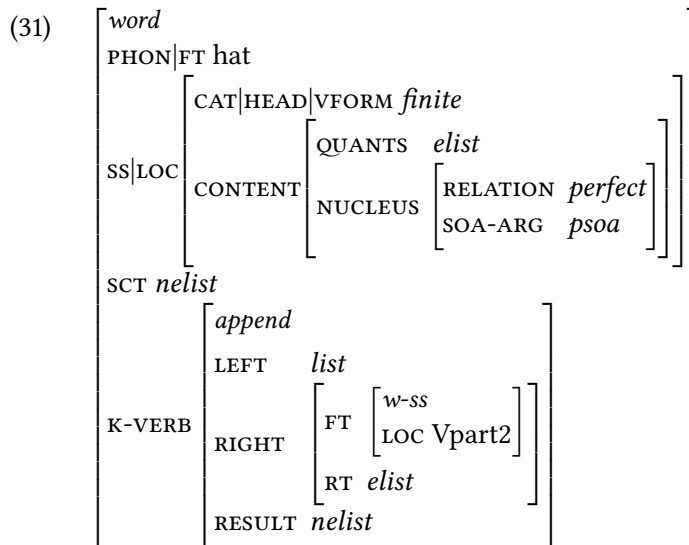 (31)
word
PHON|FT hat
CAT|HEAD|VFORM finite
QUANTS elist
SS|LOC CONTENT NUCLEUS RELATION perfect
SOA-ARG psoa
SCT nelist
append
LEFT list
K-VERB RIGHT FT w-ss
LOC Vpart2
RT elist
RESULT nelist